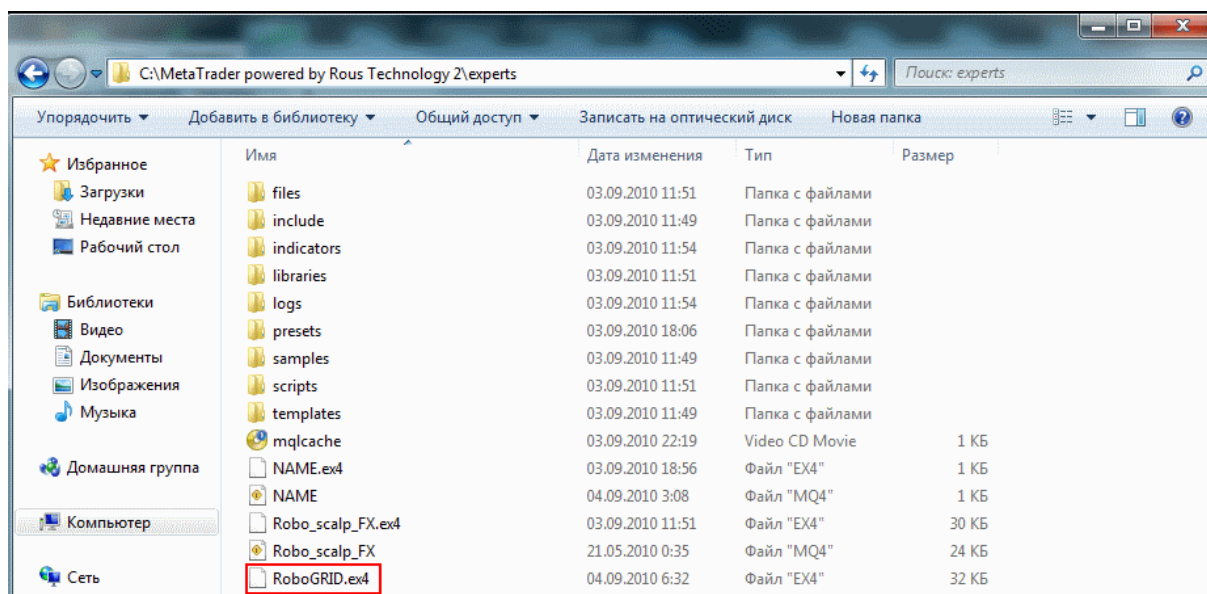 C:\MetaTrader powered by Rous Technology 2\experts
Поиск: experts
Упорядочить Добавить в библиотеку Общий доступ Записать на оптический диск Новая папка
Избранное
Загрузки
Недавние места
Рабочий стол
Библиотеки
Видео
Документы
Изображения
Музыка
Домашняя группа
Компьютер
Сеть
Имя Дата изменения Тип Размер
files 03.09.2010 11:51 Папка с файлами
include 03.09.2010 11:49 Папка с файлами
indicators 03.09.2010 11:54 Папка с файлами
libraries 03.09.2010 11:51 Папка с файлами
logs 03.09.2010 11:54 Папка с файлами
presets 03.09.2010 18:06 Папка с файлами
samples 03.09.2010 11:49 Папка с файлами
scripts 03.09.2010 11:51 Папка с файлами
templates 03.09.2010 11:49 Папка с файлами
mqlcache 03.09.2010 22:19 Video CD Movie 1 КБ
NAME.ex4 03.09.2010 18:56 Файл "EX4" 1 КБ
NAME 04.09.2010 3:08 Файл "MQ4" 1 КБ
Robo_scalp_FX.ex4 03.09.2010 11:51 Файл "EX4" 30 КБ
Robo_scalp_FX 21.05.2010 0:35 Файл "MQ4" 24 КБ
RoboGRID.ex4 04.09.2010 6:32 Файл "EX4" 32 КБ